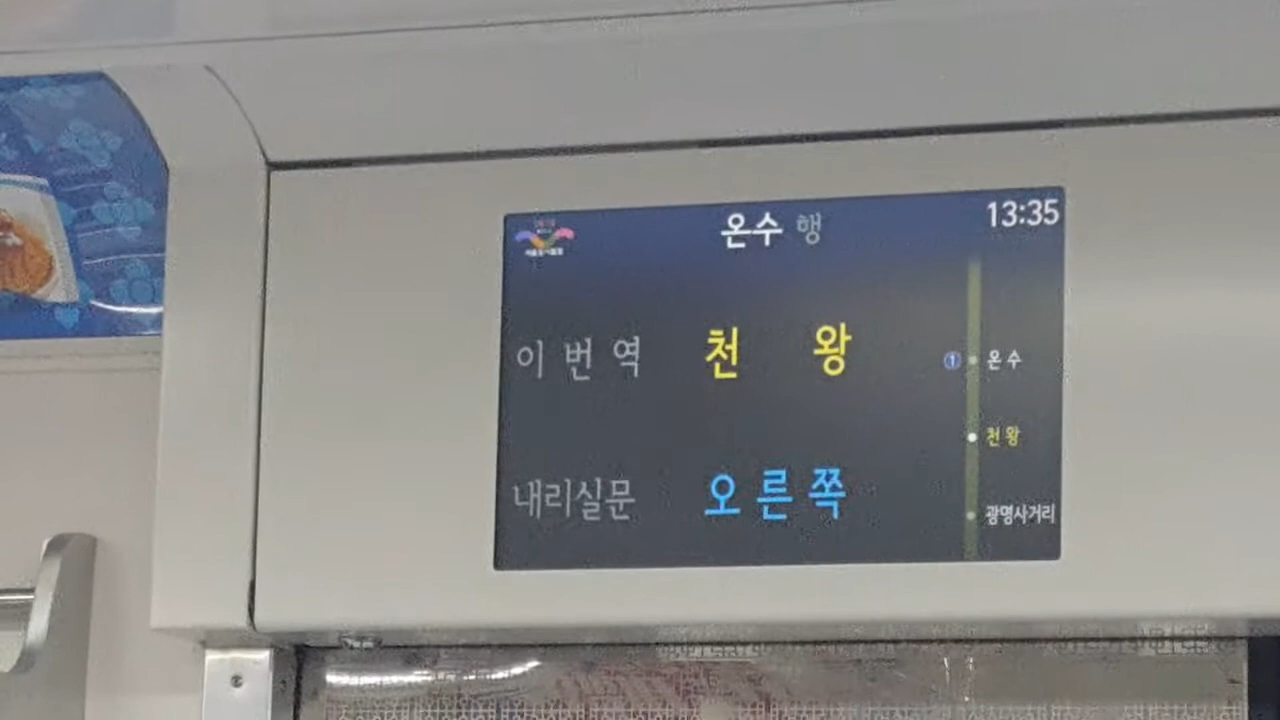 온수 행
13:35
이 번 역 천 왕
내리실문 오 른 쪽
① 온 수
천 왕
광명사거리